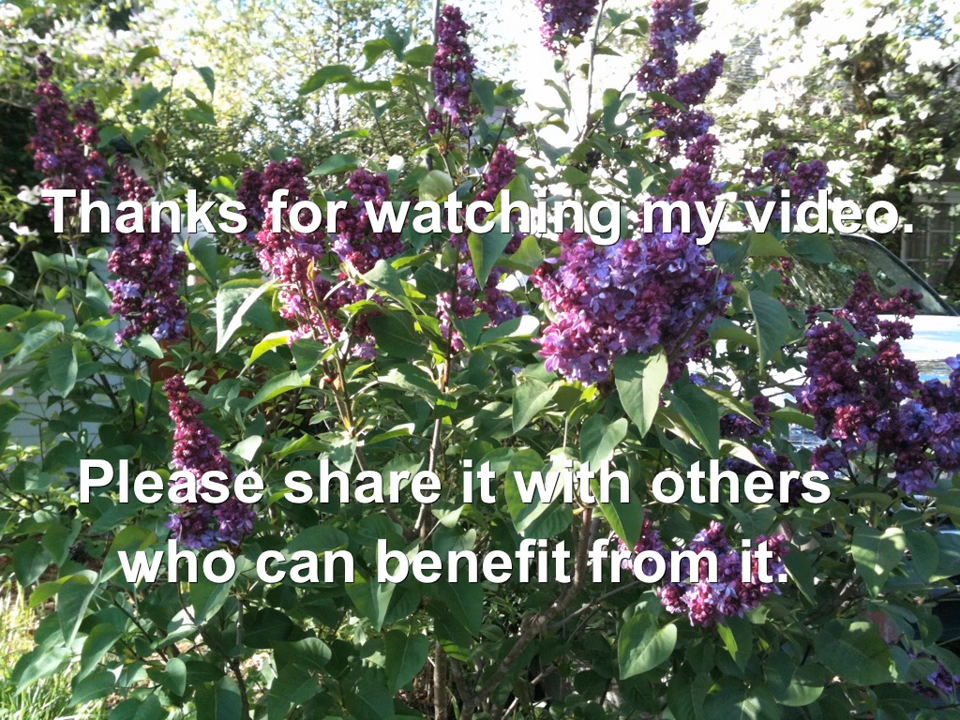 Thanks for watching my video.
Please share it with others
who can benefit from it.